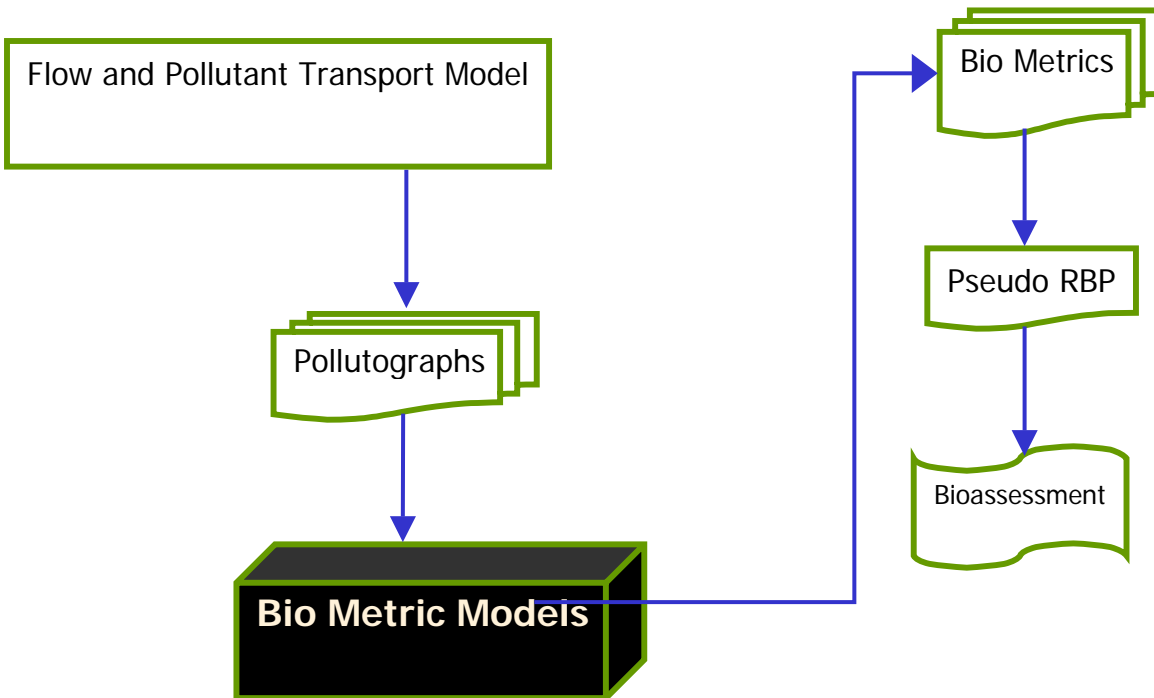 Flow and Pollutant Transport Model
Pollutographs
Bio Metric Models
Bio Metrics
Pseudo RBP
Bioassessment